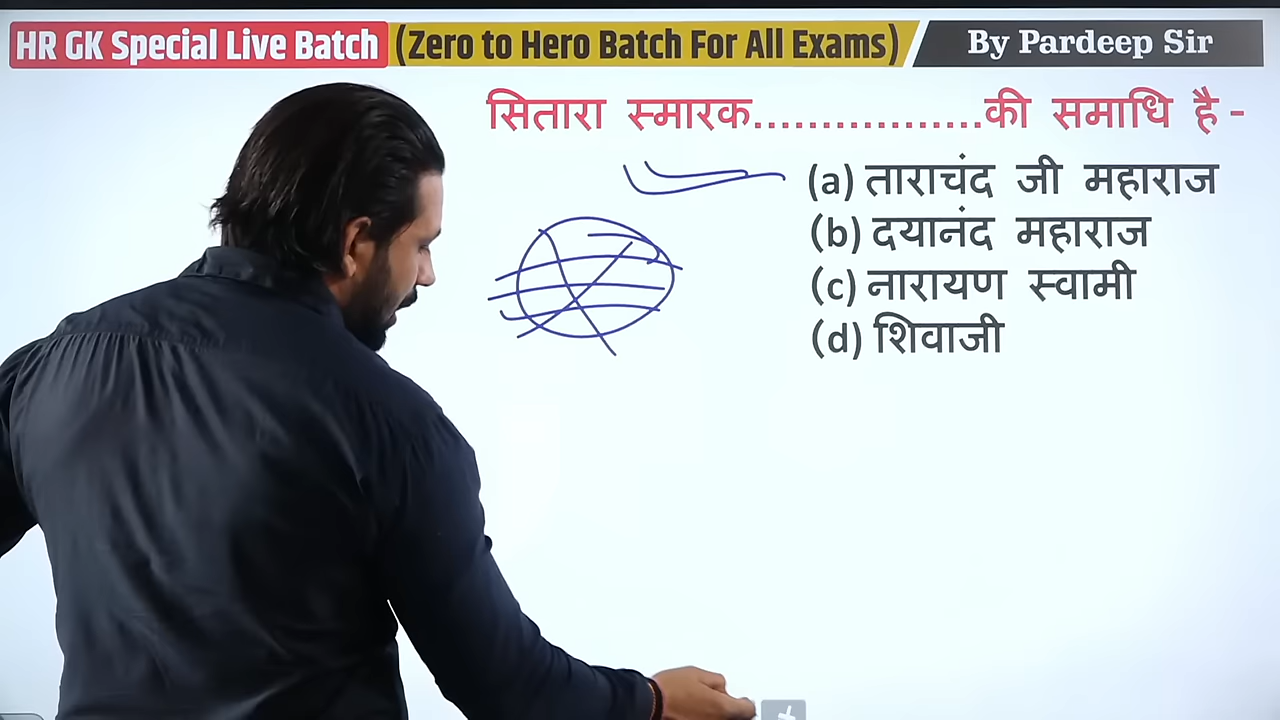 HR GK Special Live Batch (Zero to Hero Batch For All Exams) By Pardeep Sir
सितारा स्मारक.................की समाधि है-
(a) ताराचंद जी महाराज
(b) दयानंद महाराज
(c) नारायण स्वामी
(d) शिवाजी